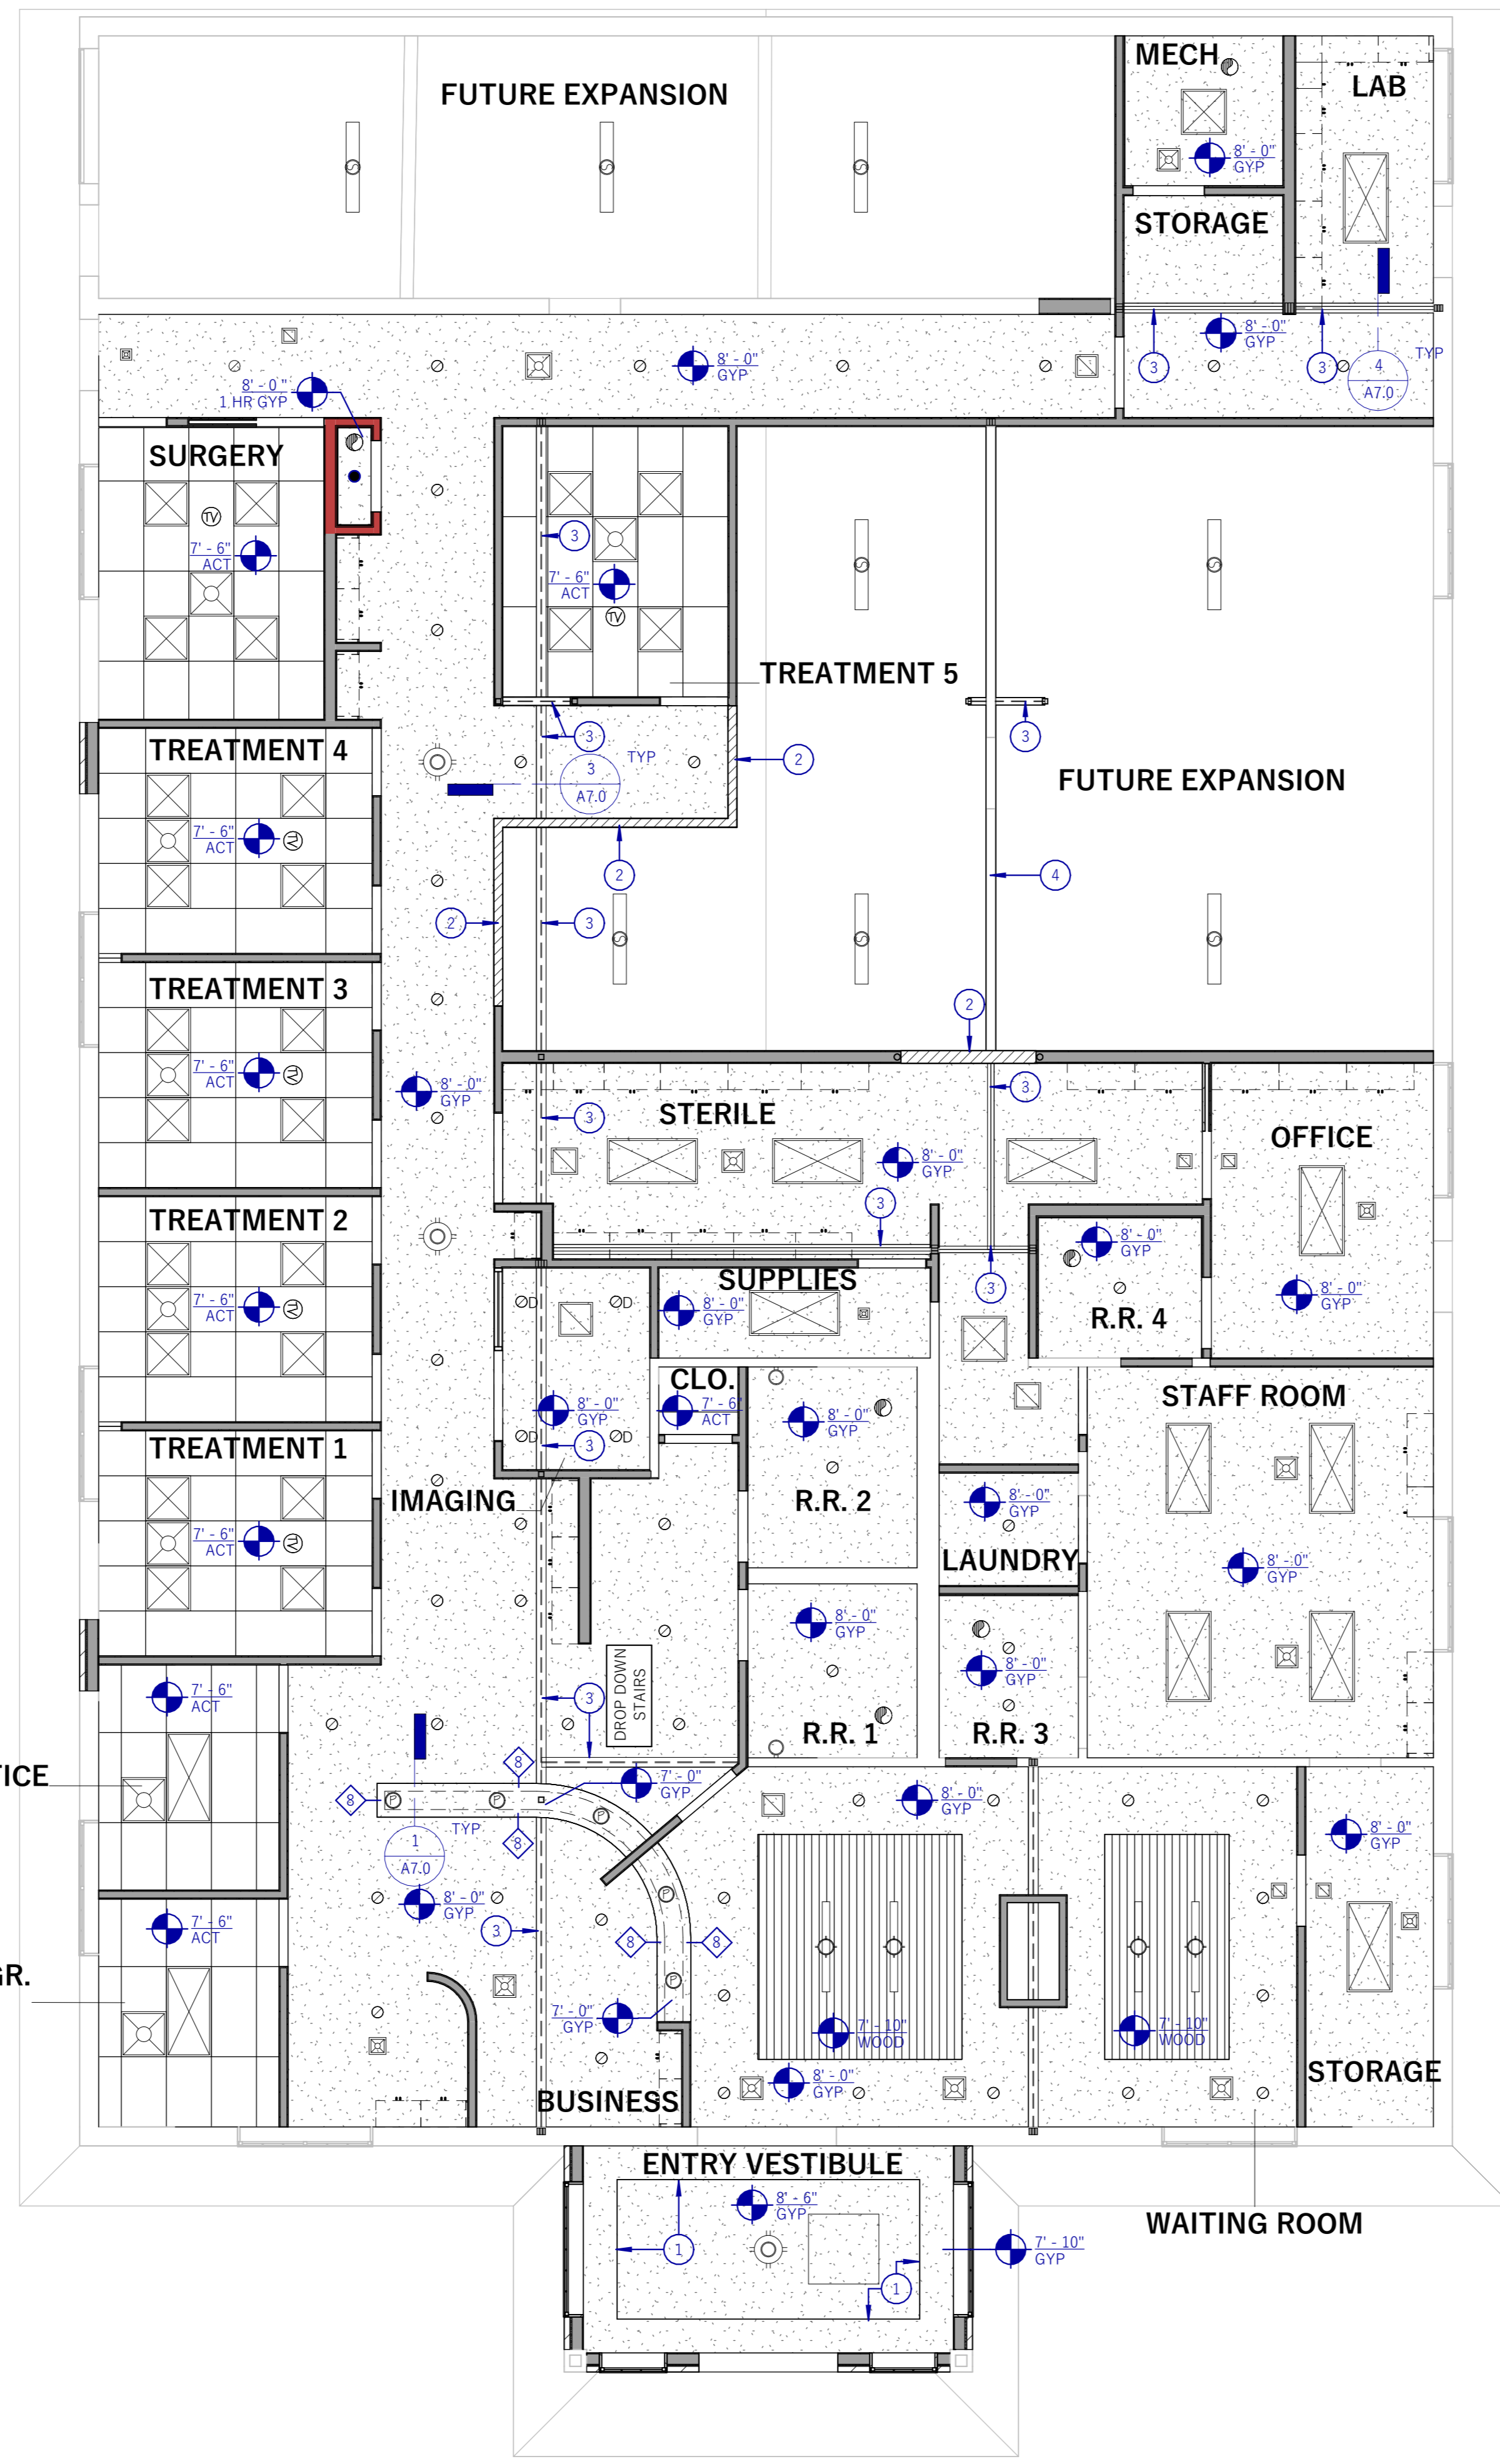 FUTURE EXPANSION
MECH
LAB
8' - 0"
GYP
STORAGE
8' - 0"
GYP
8' - 0"
GYP
3
3
4
A7.0
TYP
8' - 0"
1 HR GYP
SURGERY
TV
7' - 6"
ACT
3
7' - 6"
ACT
TV
TREATMENT 5
3
TYP
3
A7.0
2
3
TREATMENT 4
7' - 6"
ACT
TV
FUTURE EXPANSION
2
4
2
3
TREATMENT 3
7' - 6"
ACT
TV
8' - 0"
GYP
2
3
3
STERILE
8' - 0"
GYP
OFFICE
3
TREATMENT 2
7' - 6"
ACT
TV
8' - 0"
GYP
3
SUPPLIES
8' - 0"
GYP
8' - 0"
GYP
R.R. 4
D
D
D
D
8' - 0"
GYP
3
CLO.
7' - 6"
ACT
8' - 0"
GYP
STAFF ROOM
TREATMENT 1
7' - 6"
ACT
TV
IMAGING
R.R. 2
8' - 0"
GYP
LAUNDRY
8' - 0"
GYP
8' - 0"
GYP
8' - 0"
GYP
7' - 6"
ACT
3
DROP DOWN
STAIRS
R.R. 1
R.R. 3
ICE
8
8
8
P
P
P
P
P
7' - 0"
GYP
8' - 0"
GYP
8' - 0"
GYP
1
A7.0
TYP
8' - 0"
GYP
3
7' - 6"
ACT
8
8
GR.
7' - 0"
GYP
7' - 10"
WOOD
7' - 10"
WOOD
8' - 0"
GYP
STORAGE
BUSINESS
ENTRY VESTIBULE
8' - 6"
GYP
1
1
7' - 10"
GYP
WAITING ROOM